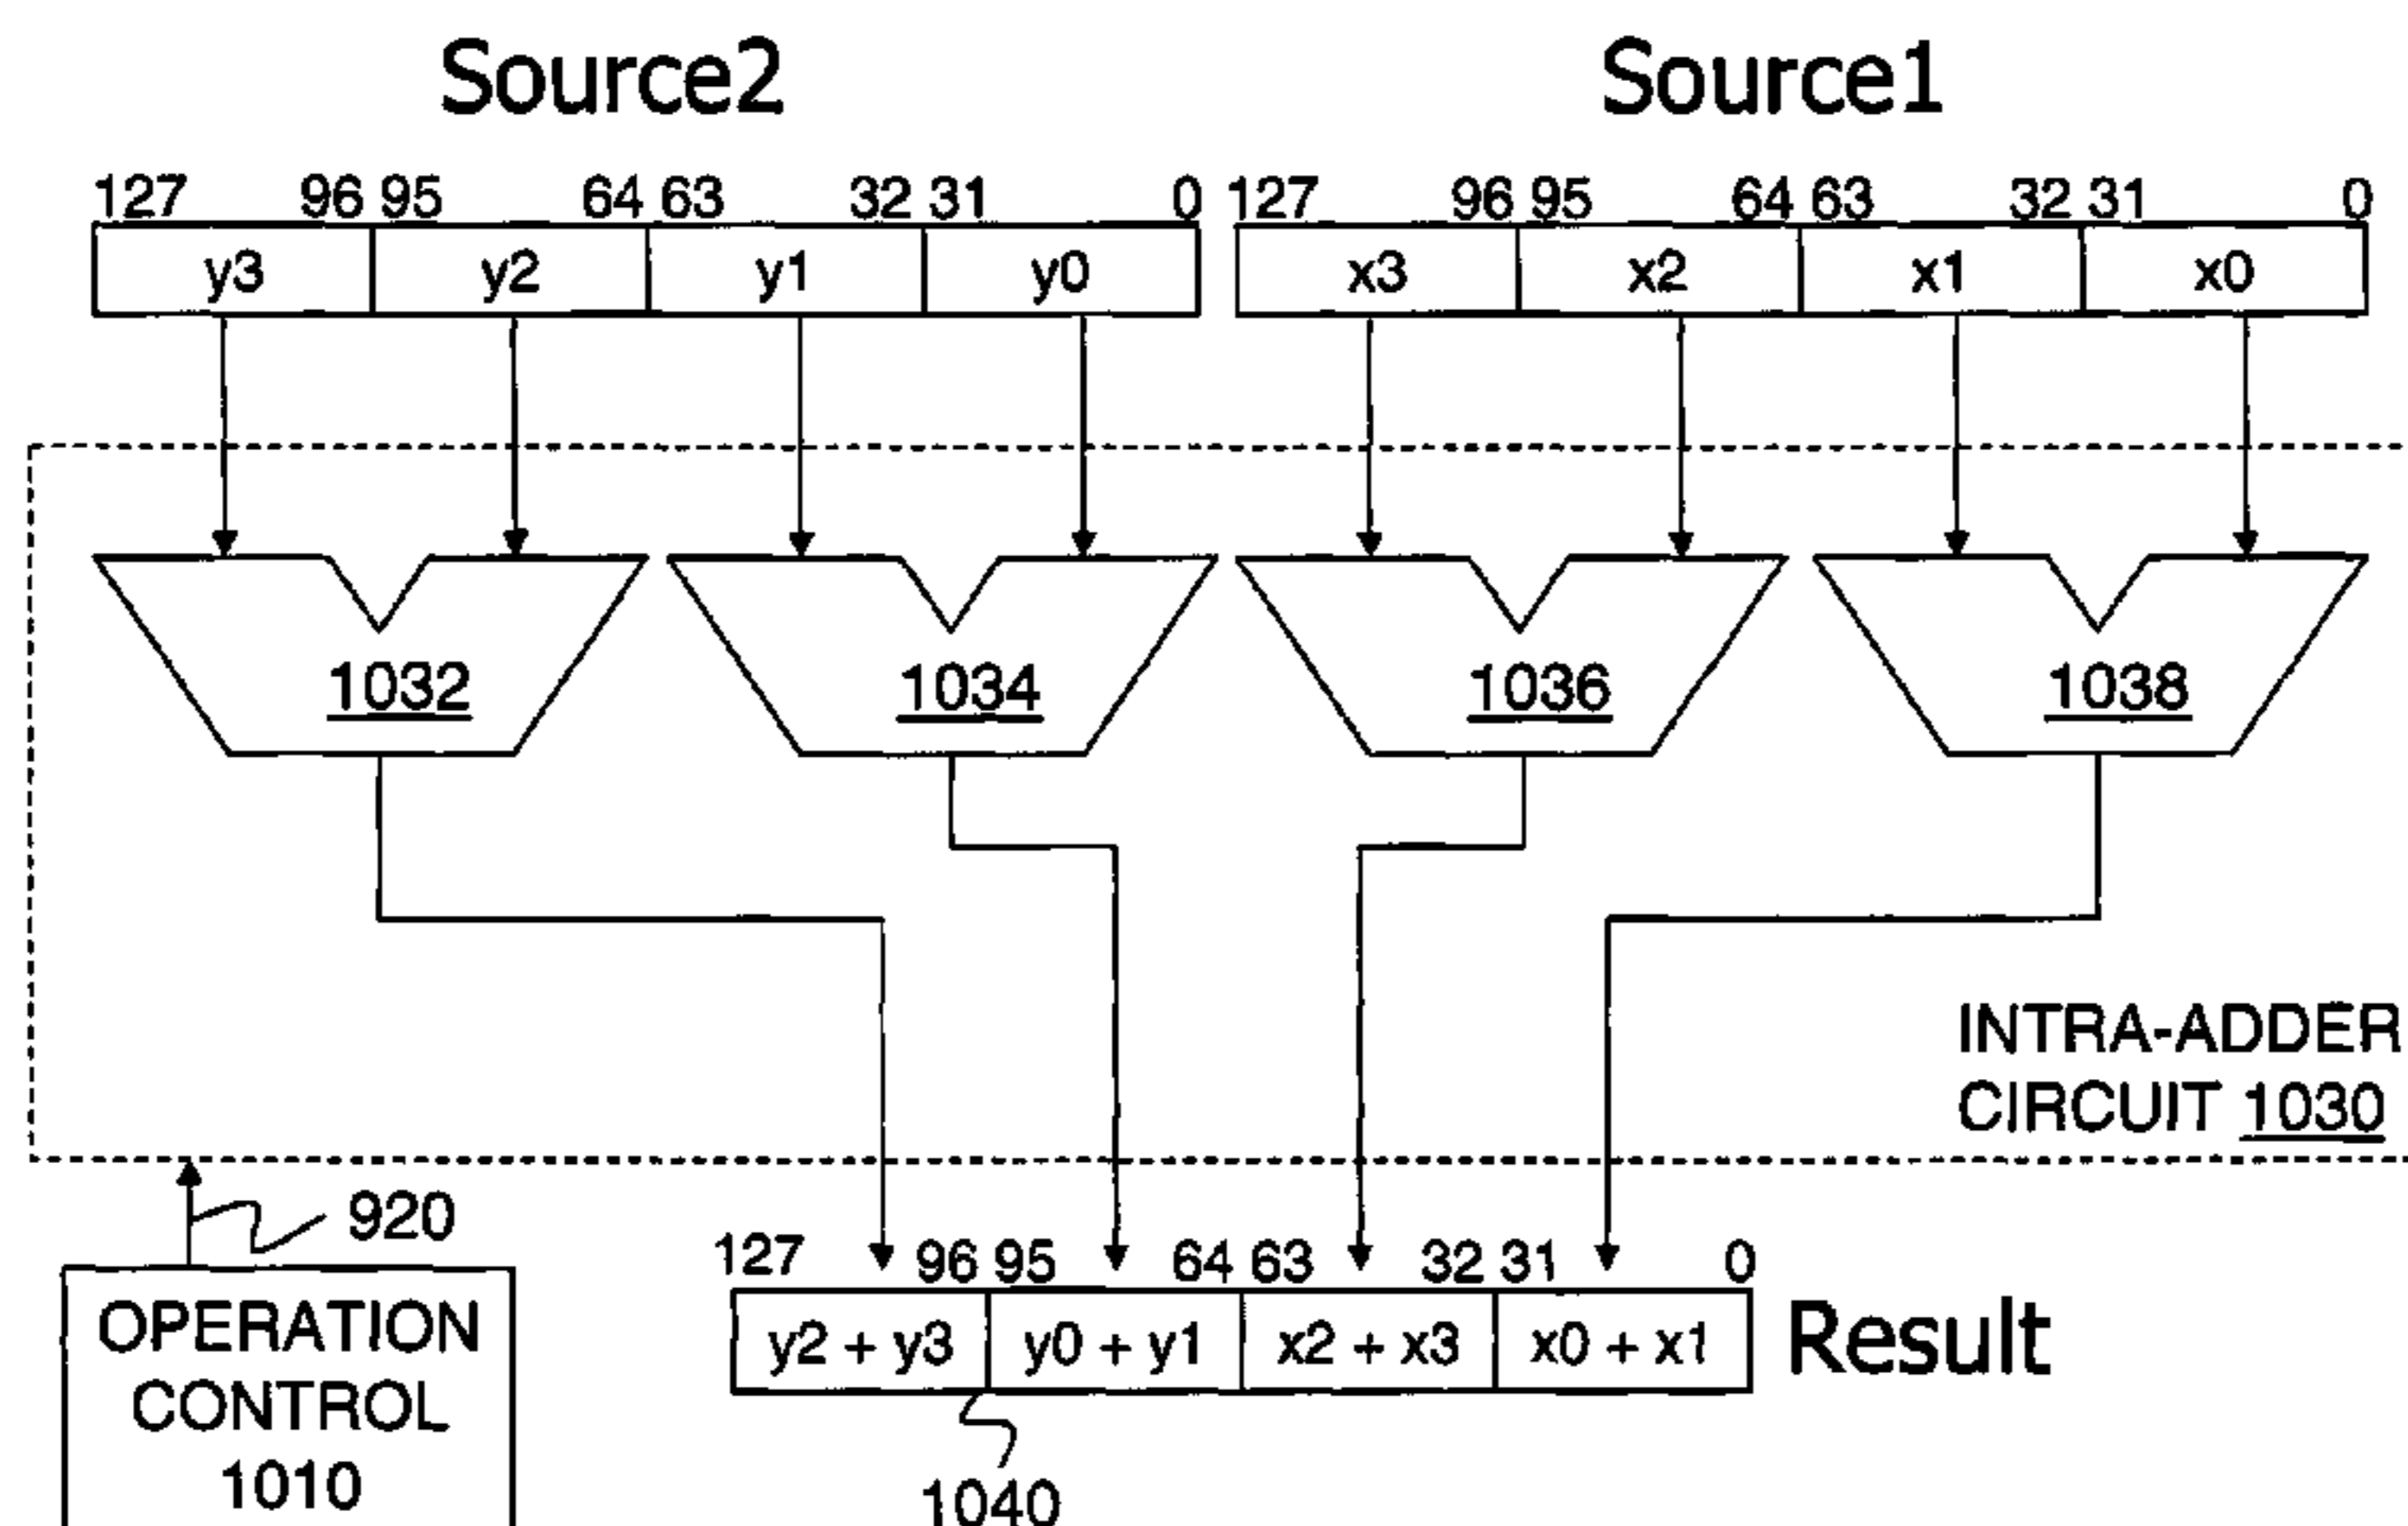 Source2 Source1
127 96 95 64 63 32 31 0 127 96 95 64 63 32 31 0
y3 y2 y1 y0 x3 x2 x1 x0
1032 1034 1036 1038
INTRA-ADDER
CIRCUIT 1030
920
127 96 95 64 63 32 31 0
y2 + y3 y0 + y1 x2 + x3 x0 + x1 Result
OPERATION
CONTROL
1010
1040